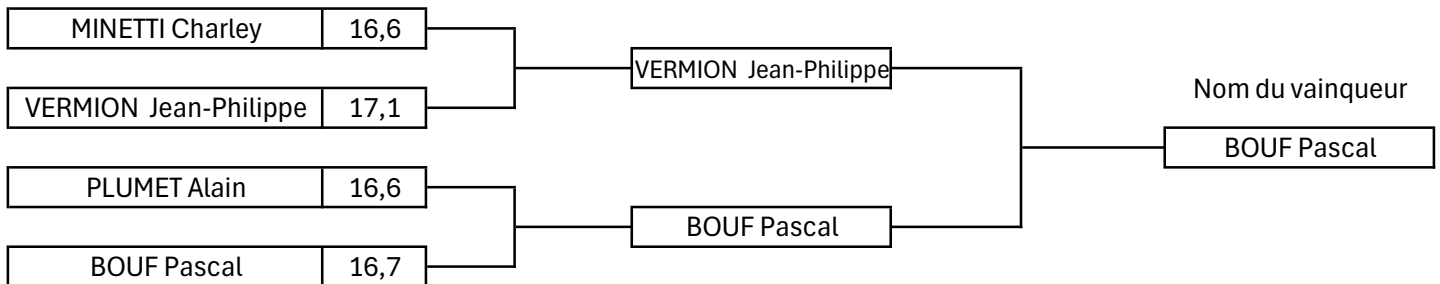 MINETTI Charley 16,6
VERMION Jean-Philippe
VERMION Jean-Philippe 17,1
Nom du vainqueur
BOUF Pascal
PLUMET Alain 16,6
BOUF Pascal
BOUF Pascal 16,7